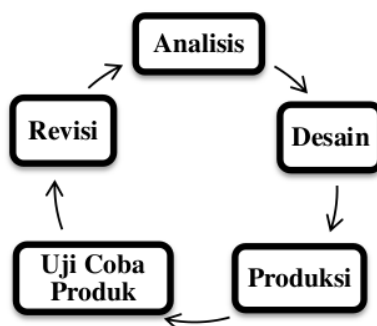 Analisis
Desain
Produksi
Uji Coba
Produk
Revisi